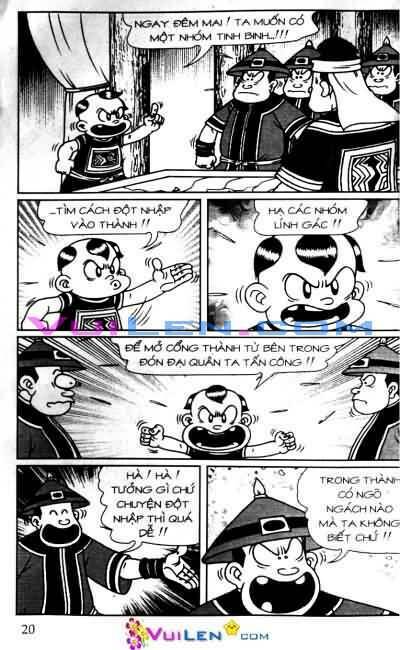 NGAY ĐÊM MAI! TA MUỐN CÓ
MỘT NHÓM TINH BINH...!!!
...TÌM CÁCH ĐỘT NHẬP
VÀO THÀNH!!
HẠ CÁC NHÓM
LÍNH GÁC!!
VuiLen.com
ĐỂ MỞ CỔNG THÀNH TỪ BÊN TRONG
ĐÓN ĐẠI QUÂN TA TẤN CÔNG!!
HÀ! HÀ!
TƯỞNG GÌ CHỨ
CHUYỆN ĐỘT
NHẬP THÌ QUÁ
DỄ!!
TRONG THÀNH
CÓ NGÕ
NGÁCH NÀO
MÀ TA KHÔNG
BIẾT CHỨ!!
20
VuiLen.com